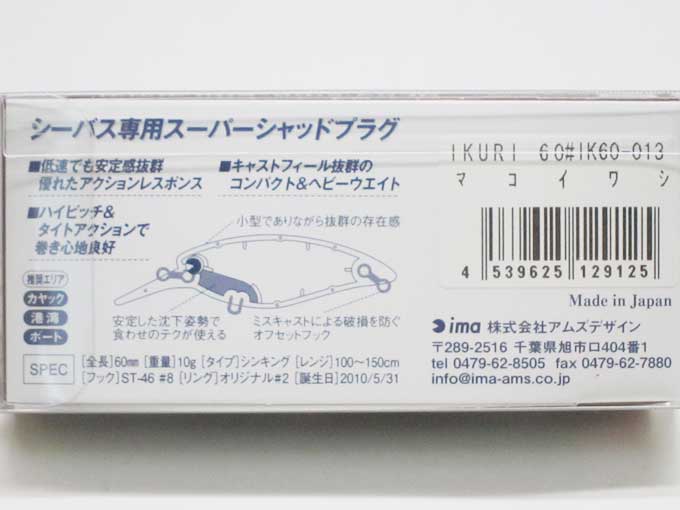 シーバス専用スーパーシャッドプラグ
■低速でも安定感抜群
優れたアクションレスポンス
■キャストフィール抜群の
コンパクト&ヘビーウエイト
■ハイピッチ&
タイトアクションで
巻き心地良好
小型でありながら抜群の存在感
推奨エリア
カヤック
港湾
ボート
安定した沈下姿勢で
食わせのテクが使える
ミスキャストによる破損を防ぐ
オフセットフック
SPEC
[全長]60mm [重量]10g [タイプ]シンキング [レンジ]100〜150cm
[フック]ST-46 #8 [リング]オリジナル#2 [誕生日]2010/5/31
IKURI 60#IK60-013
マコイワシ
4 539625 129125
Made in Japan
ima 株式会社アムズデザイン
〒289-2516 千葉県旭市ロ404番1
tel 0479-62-8505 fax 0479-62-7880
info@ima-ams.co.jp